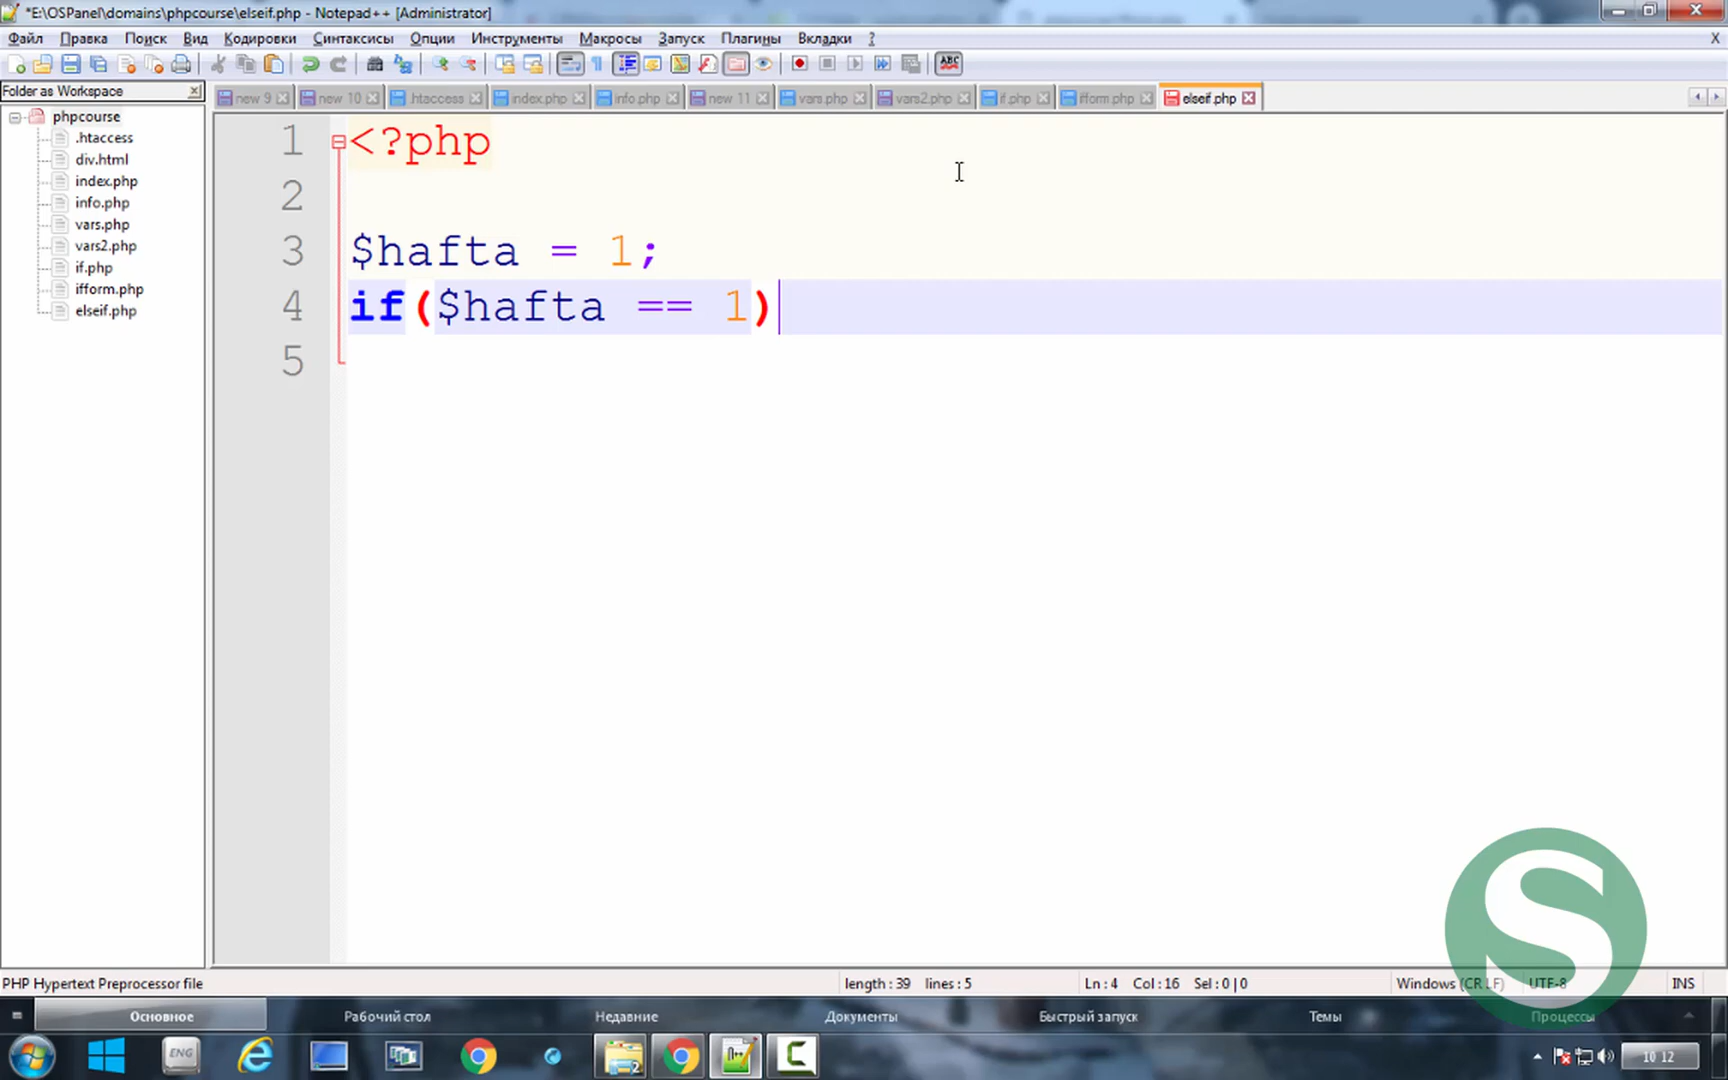 *E:\OSPanel\domains\phpcourse\elseif.php - Notepad++ [Administrator]
Файл Правка Поиск Вид Кодировки Синтаксисы Опции Инструменты Макросы Запуск Плагины Вкладки ? X
ABC
Folder as Workspace
new 9 new 10 .htaccess index.php info.php new 11 vars.php vars2.php if.php ifform.php elseif.php
phpcourse
.htaccess
div.html
index.php
info.php
vars.php
vars2.php
if.php
ifform.php
elseif.php
1 <?php
2
3 $hafta = 1;
4 if($hafta == 1)
5
S
PHP Hypertext Preprocessor file length : 39 lines : 5 Ln : 4 Col : 16 Sel : 0 | 0 Windows (CR LF) UTF-8 INS
Основное Рабочий стол Недавние Документы Быстрый запуск Темы Процессы
ENG
10 12